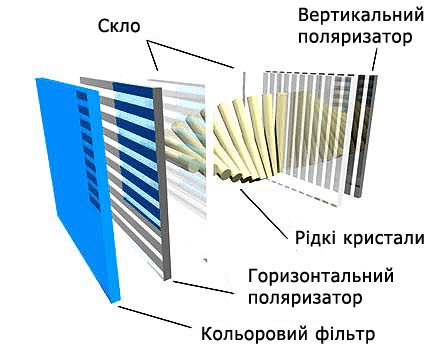 Скло
Вертикальний
поляризатор
Рідкі кристали
Горизонтальний
поляризатор
Кольоровий фільтр